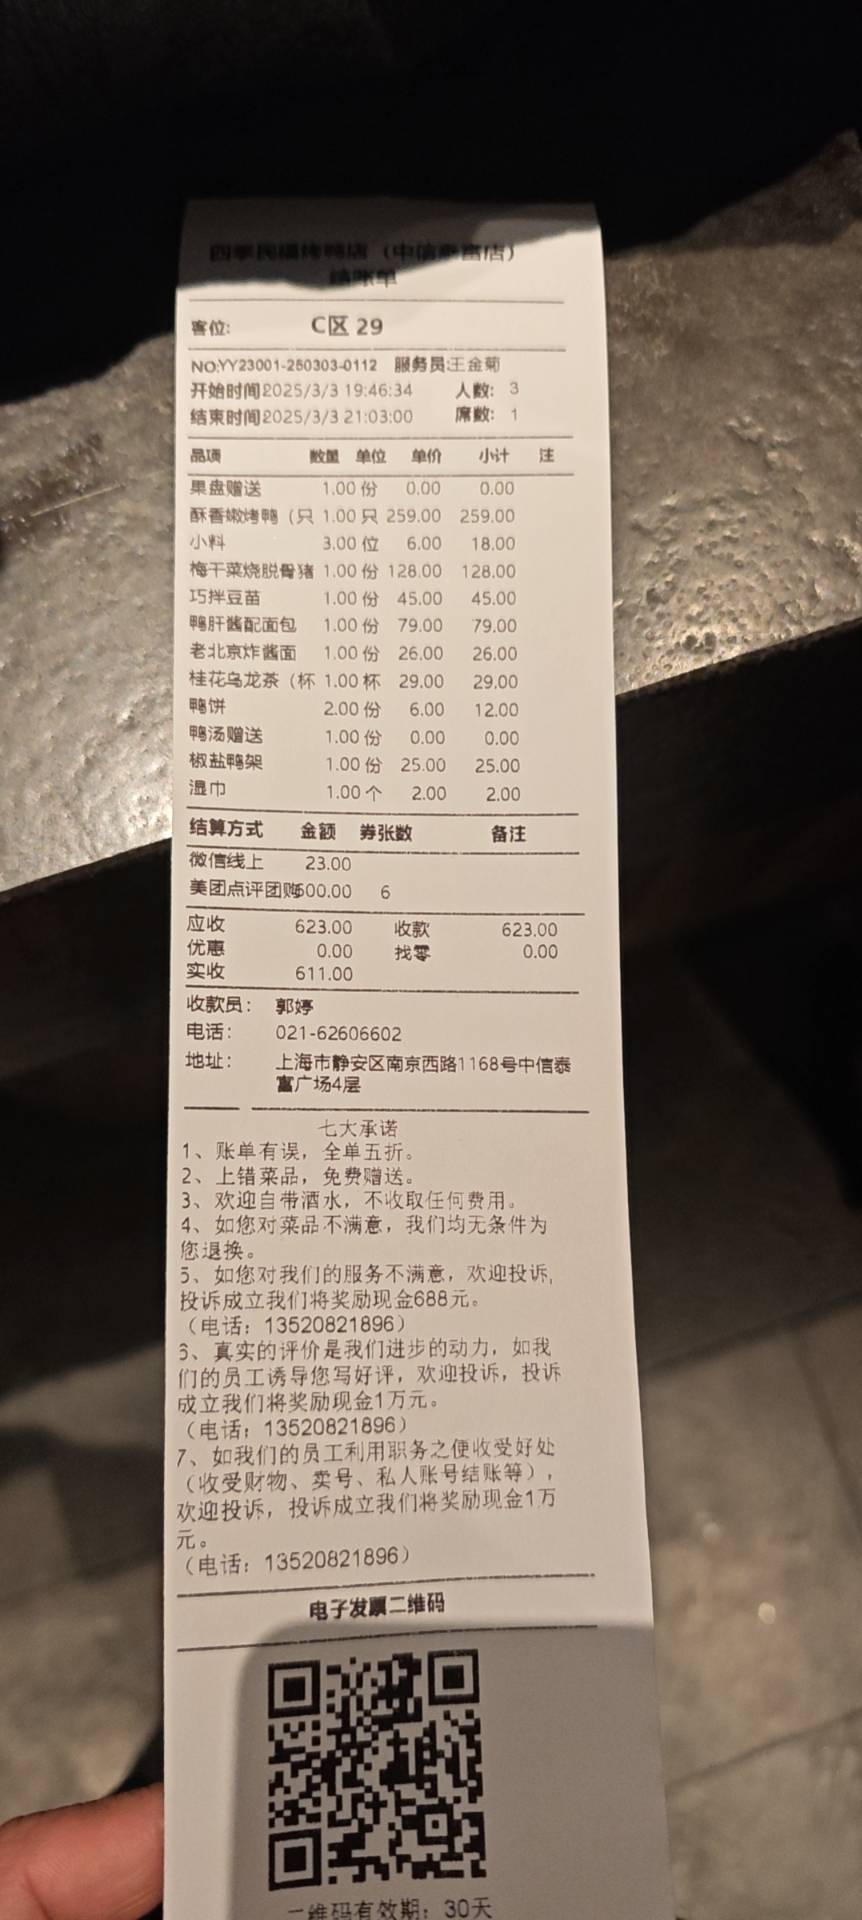 四季民福烤鸭店（中信泰富店）
结账单
客位: C区 29
NO:YY23001-250303-0112 服务员:王金菊
开始时间2025/3/3 19:46:34 人数: 3
结束时间2025/3/3 21:03:00 席数: 1
品项 数量 单位 单价 小计 注
果盘赠送 1.00 份 0.00 0.00
酥香嫩烤鸭（只 1.00 只 259.00 259.00
小料 3.00 位 6.00 18.00
梅干菜烧脱骨猪 1.00 份 128.00 128.00
巧拌豆苗 1.00 份 45.00 45.00
鸭肝酱配面包 1.00 份 79.00 79.00
老北京炸酱面 1.00 份 26.00 26.00
桂花乌龙茶（杯 1.00 杯 29.00 29.00
鸭饼 2.00 份 6.00 12.00
鸭汤赠送 1.00 份 0.00 0.00
椒盐鸭架 1.00 份 25.00 25.00
湿巾 1.00 个 2.00 2.00
结算方式 金额 券张数 备注
微信线上 23.00
美团点评团购600.00 6
应收 623.00 收款 623.00
优惠 0.00 找零 0.00
实收 611.00
收款员: 郭婷
电话: 021-62606602
地址: 上海市静安区南京西路1168号中信泰
富广场4层
七大承诺
1、账单有误，全单五折。
2、上错菜品，免费赠送。
3、欢迎自带酒水，不收取任何费用。
4、如您对菜品不满意，我们均无条件为
您退换。
5、如您对我们的服务不满意，欢迎投诉,
投诉成立我们将奖励现金688元。
（电话：13520821896）
6、真实的评价是我们进步的动力，如我
们的员工诱导您写好评，欢迎投诉，投诉
成立我们将奖励现金1万元。
（电话：13520821896）
7、如我们的员工利用职务之便收受好处
（收受财物、卖号、私人账号结账等），
欢迎投诉，投诉成立我们将奖励现金1万
元。
（电话：13520821896）
电子发票二维码
二维码有效期：30天